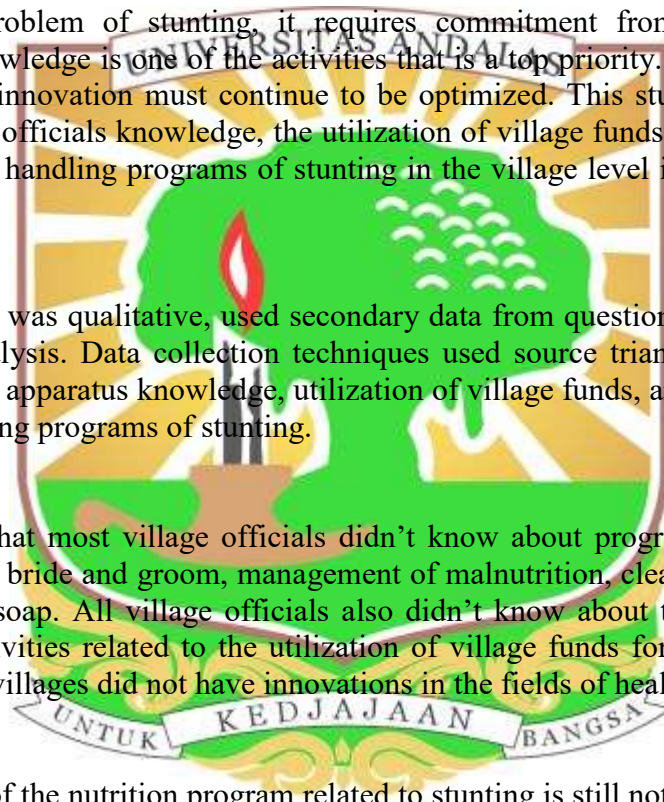 roblem of stunting, it requires commitment from
UNIVERSITAS ANDALAS
wledge is one of the activities that is a top priority.
innovation must continue to be optimized. This stu
officials knowledge, the utilization of village funds,
handling programs of stunting in the village level i
was qualitative, used secondary data from question
lysis. Data collection techniques used source trian
apparatus knowledge, utilization of village funds, a
ng programs of stunting.
hat most village officials didn't know about progr
bride and groom, management of malnutrition, clea
soap. All village officials also didn't know about t
vities related to the utilization of village funds for
villages did not have innovations in the fields of heal
UNTUK KEDJAJAAN BANGSA
of the nutrition program related to stunting is still not